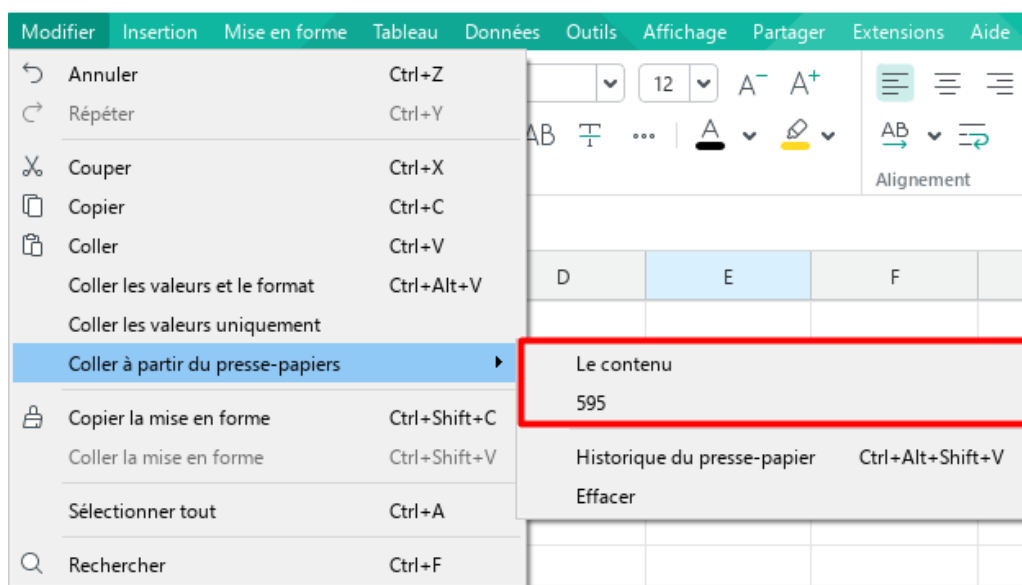 Modifier Insertion Mise en forme Tableau Données Outils Affichage Partager Extensions Aide
Annuler Ctrl+Z
Répéter Ctrl+Y
12 A- A+
AB T A AB
Couper Ctrl+X
Alignement
Copier Ctrl+C
Coller Ctrl+V
Coller les valeurs et le format Ctrl+Alt+V
D E F
Coller les valeurs uniquement
Coller à partir du presse-papiers
Le contenu
595
Copier la mise en forme Ctrl+Shift+C
Coller la mise en forme Ctrl+Shift+V
Historique du presse-papier Ctrl+Alt+Shift+V
Effacer
Sélectionner tout Ctrl+A
Rechercher Ctrl+F